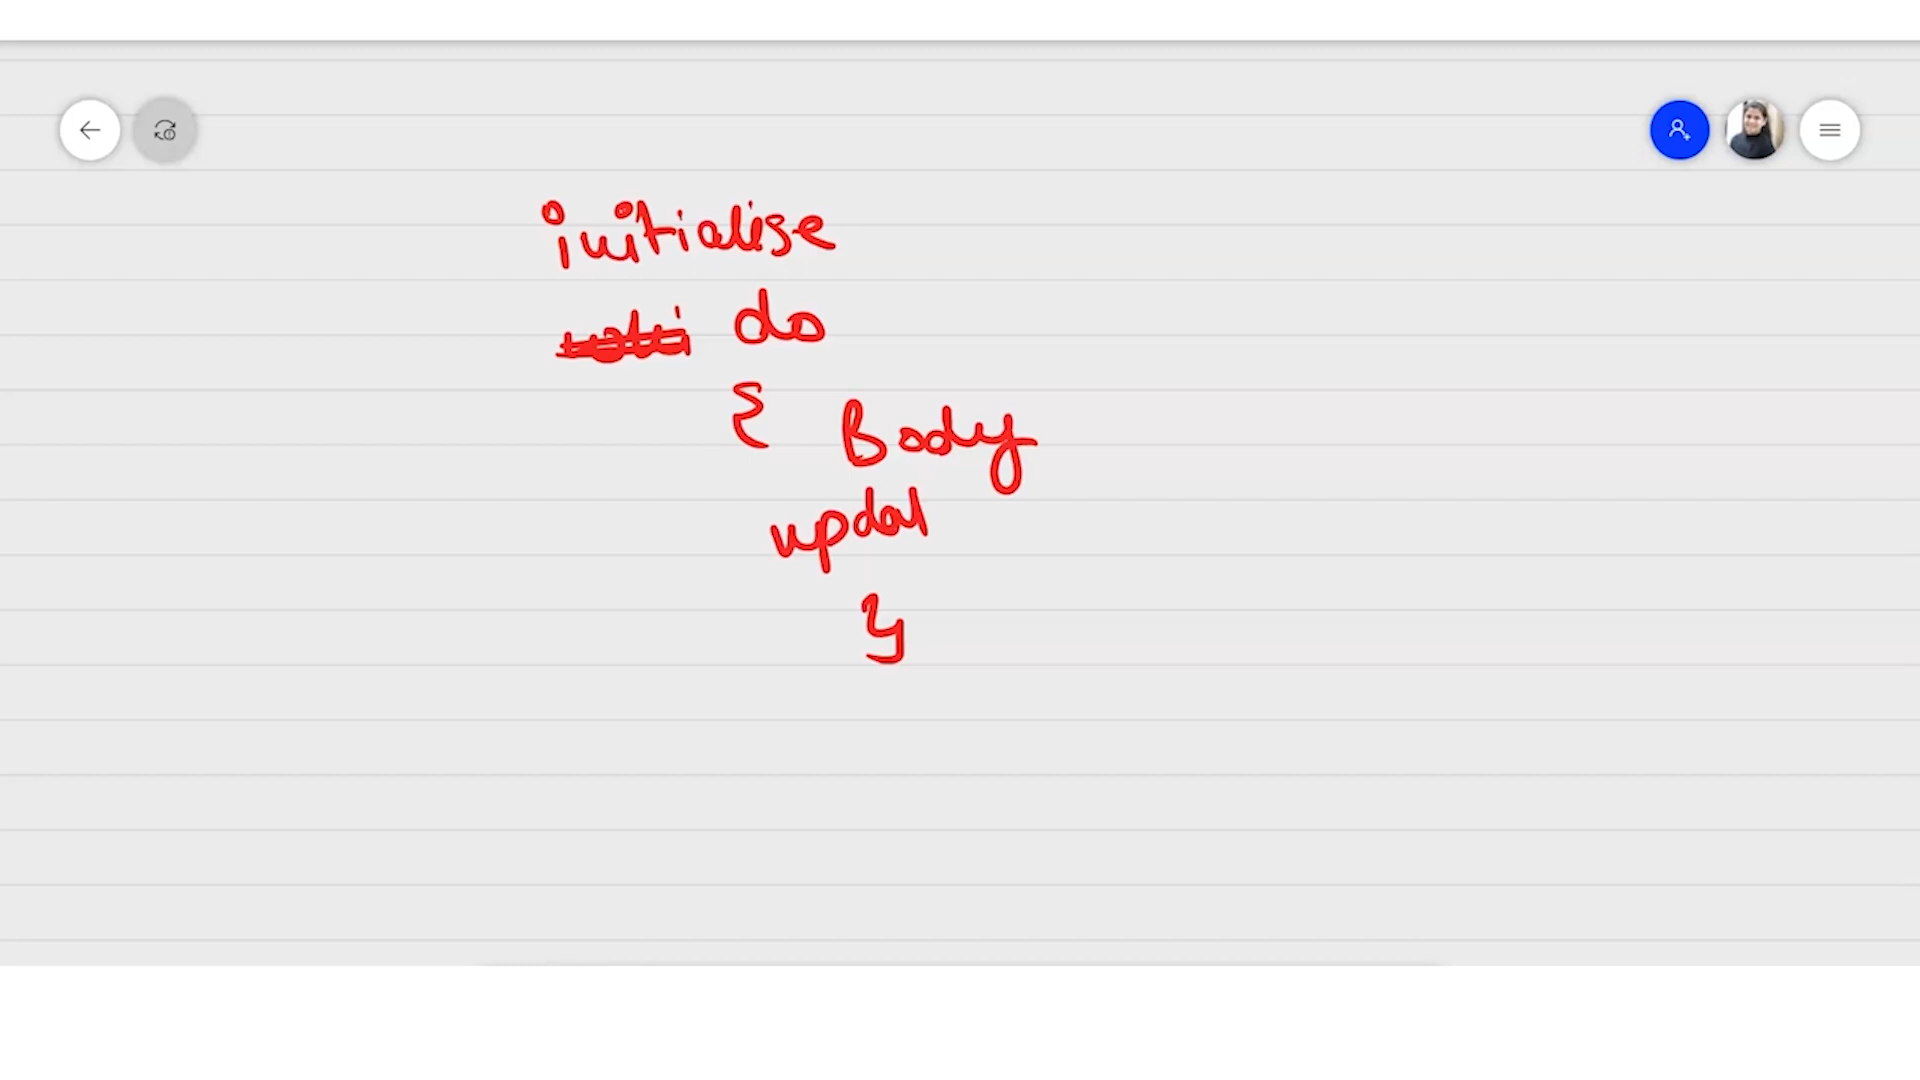 initialise
do
{ Body
updat
}